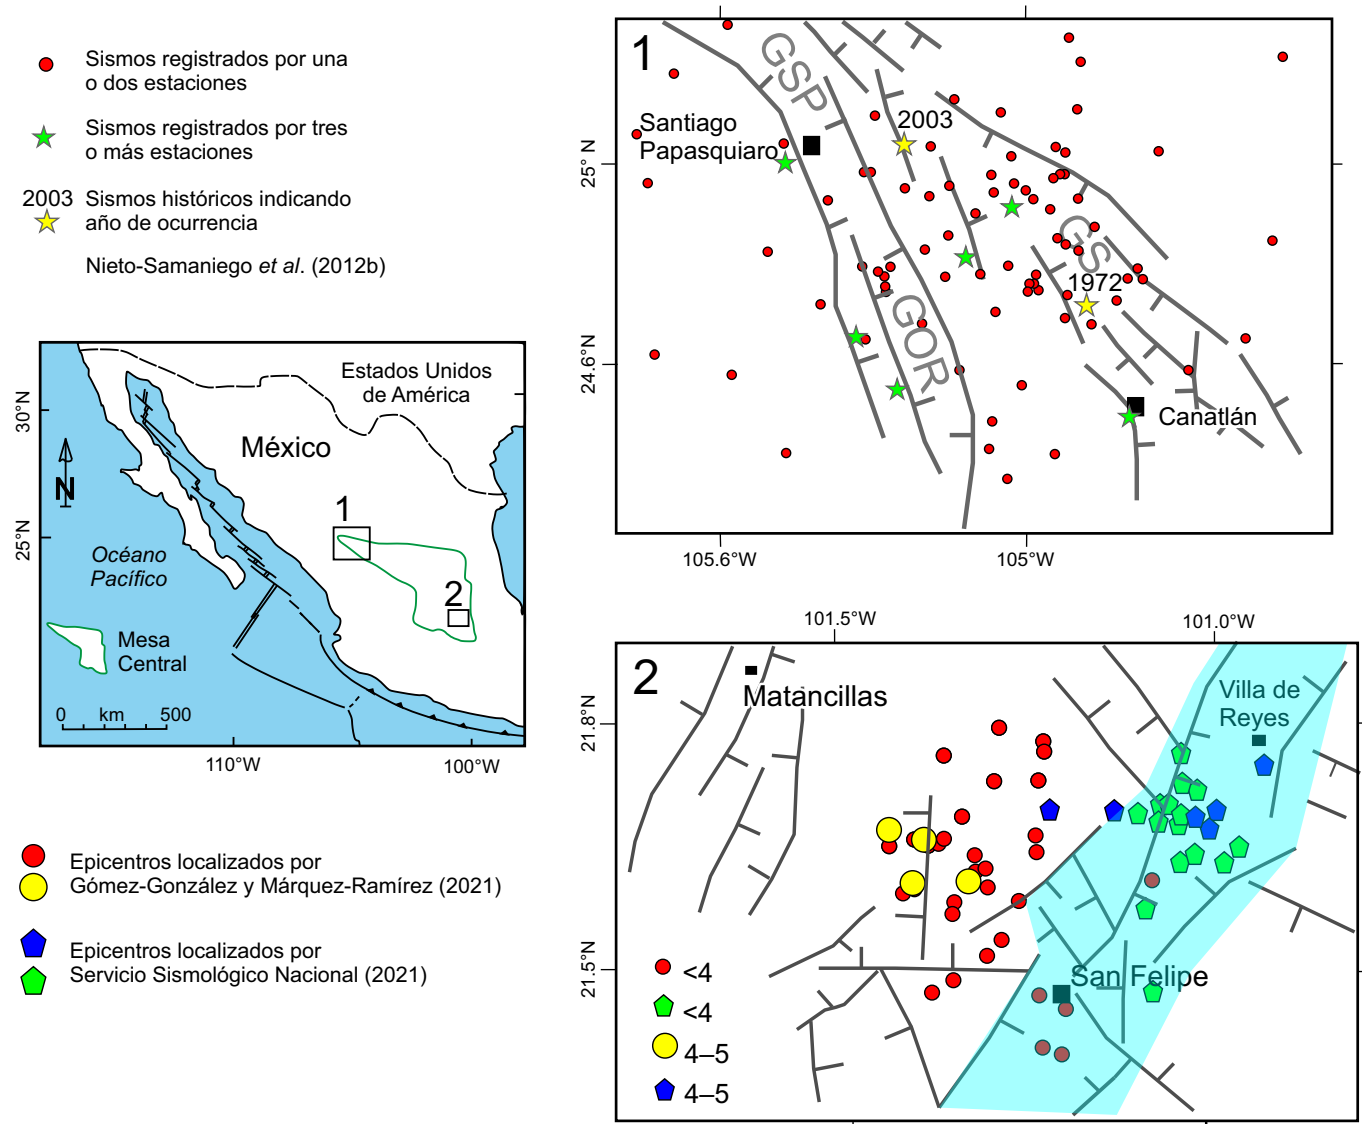 Sismos registrados por una
o dos estaciones
Sismos registrados por tres
o más estaciones
2003
Sismos históricos indicando
año de ocurrencia
Nieto-Samaniego et al. (2012b)
30°N
25°N
110°W
100°W
Estados Unidos
de América
México
N
1
2
Océano
Pacífico
Mesa
Central
0 km 500
Epicentros localizados por
Gómez-González y Márquez-Ramírez (2021)
Epicentros localizados por
Servicio Sismológico Nacional (2021)
1
GSP
2003
Santiago
Papasquiaro
25° N
GS
1972
GOR
24.6°N
Canatlán
105.6°W
105°W
101.5°W
101.0°W
2
Matancillas
Villa de
Reyes
21.8°N
21.5°N
San Felipe
<4
<4
4–5
4–5